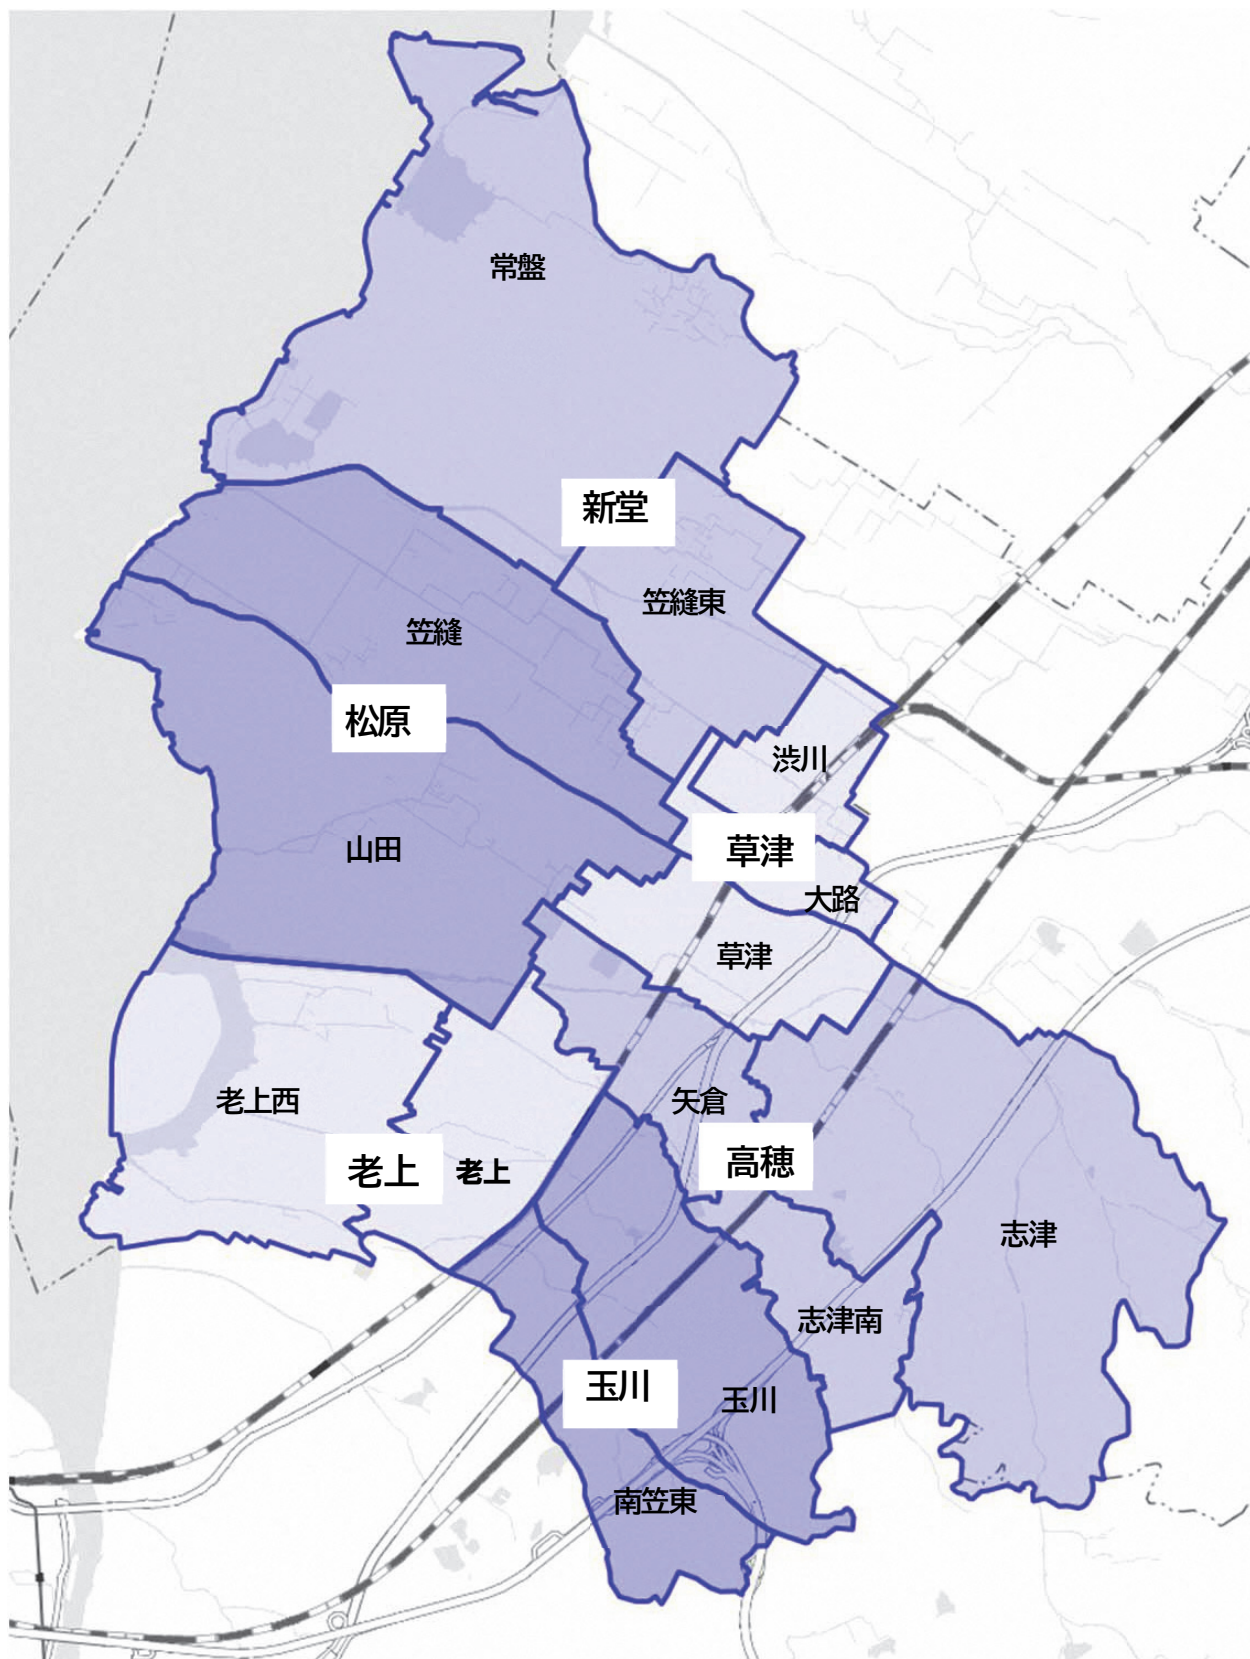 常盤
新堂
笠縫東
笠縫
松原
渋川
山田
草津
大路
草津
老上西
矢倉
老上
老上
高穂
志津
志津南
玉川
玉川
南笠東